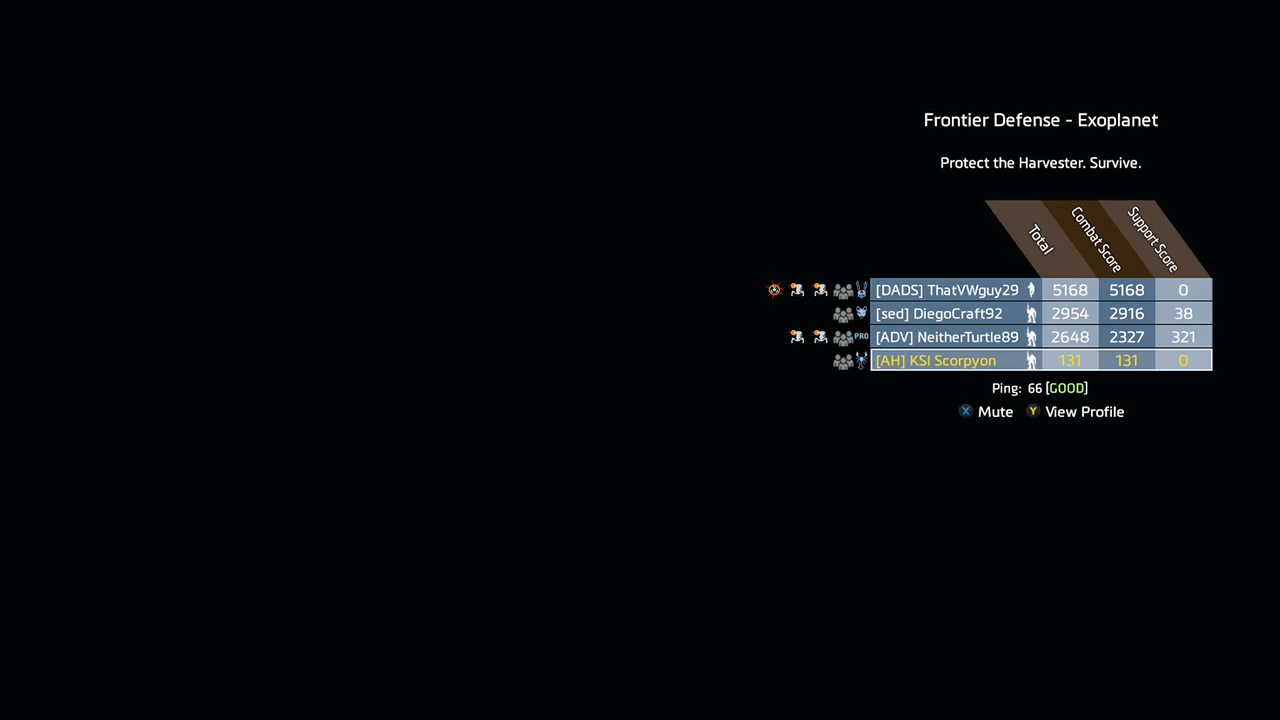 Frontier Defense - Exoplanet
Protect the Harvester. Survive.
Total Combat Score Support Score
[DADS] ThatVWguy29 5168 5168 0
[sed] DiegoCraft92 2954 2916 38
PRO [ADV] NeitherTurtle89 2648 2327 321
[AH] KSI Scorpyon 131 131 0
Ping: 66 [GOOD]
X Mute Y View Profile